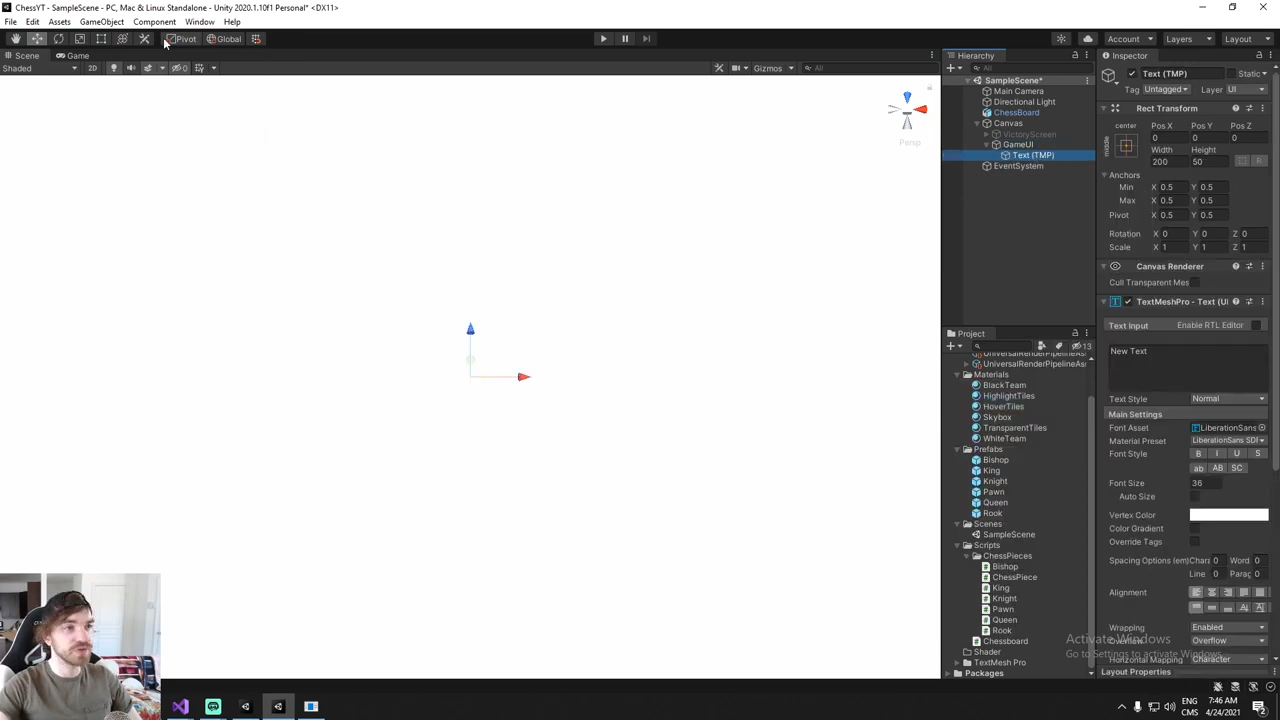 ChessYT - SampleScene - PC, Mac & Linux Standalone - Unity 2020.1.10f1 Personal* <DX11>
File Edit Assets GameObject Component Window Help
Pivot Global Account Layers Layout
Scene Game
Shaded 2D 0 Gizmos All
Persp
Hierarchy
All
SampleScene*
Main Camera
Directional Light
ChessBoard
Canvas
VictoryScreen
GameUI
Text (TMP)
EventSystem
Project
13
UniversalRenderPipelineAss
UniversalRenderPipelineAss
Materials
BlackTeam
HighlightTiles
HoverTiles
Skybox
TransparentTiles
WhiteTeam
Prefabs
Bishop
King
Knight
Pawn
Queen
Rook
Scenes
SampleScene
Scripts
ChessPieces
Bishop
ChessPiece
King
Knight
Pawn
Queen
Rook
Chessboard
Shader
TextMesh Pro
Packages
Inspector
Text (TMP) Static
Tag Untagged Layer UI
Rect Transform
center Pos X Pos Y Pos Z
middle 0 0 0
Width Height
200 50
Anchors
Min X 0.5 Y 0.5
Max X 0.5 Y 0.5
Pivot X 0.5 Y 0.5
Rotation X 0 Y 0 Z 0
Scale X 1 Y 1 Z 1
Canvas Renderer
Cull Transparent Mes
TextMeshPro - Text (UI
Text Input Enable RTL Editor
New Text
Text Style Normal
Main Settings
Font Asset LiberationSans
Material Preset LiberationSans SDF
Font Style B I U S
ab AB SC
Font Size 36
Auto Size
Vertex Color
Color Gradient
Override Tags
Spacing Options (em) Chara 0 Word 0
Line 0 Parag 0
Alignment
Wrapping Enabled
Overflow Overflow
Horizontal Mapping Character
Layout Properties
Activate Windows
Go to Settings to activate Windows.
ENG
CMS
7:46 AM
4/24/2021
2